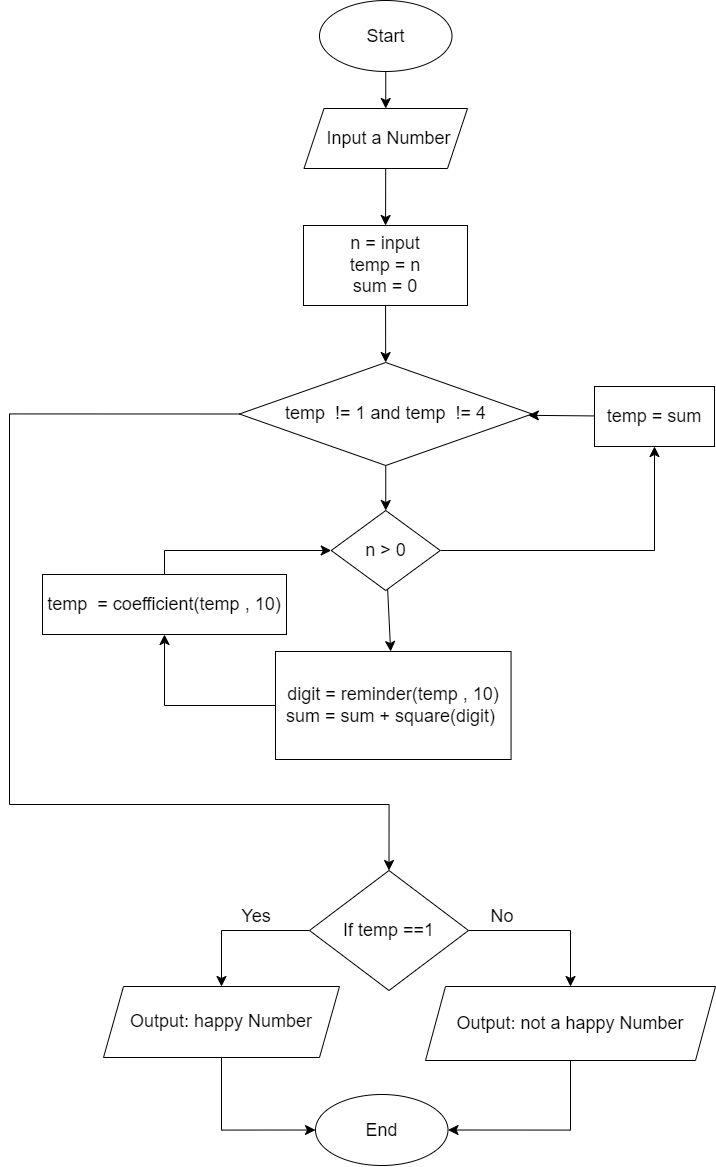 Start
Input a Number
n = input
temp = n
sum = 0
temp  != 1 and temp  != 4
temp = sum
n > 0
temp  = coefficient(temp , 10)
digit = reminder(temp , 10)
sum = sum + square(digit)
If temp ==1
Yes
No
Output: happy Number
Output: not a happy Number
End